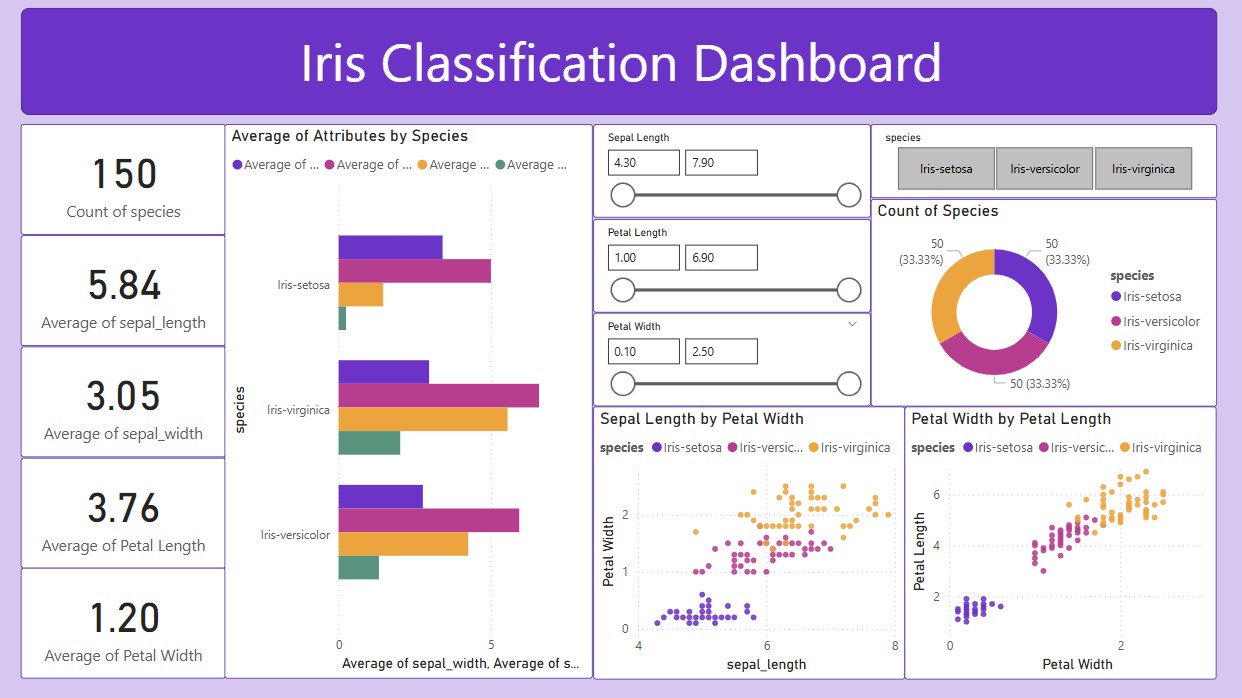 Iris Classification Dashboard
150
Count of species
5.84
Average of sepal_length
3.05
Average of sepal_width
3.76
Average of Petal Length
1.20
Average of Petal Width
Average of Attributes by Species
Average of ... Average of ... Average ... Average ...
species
Iris-setosa
Iris-virginica
Iris-versicolor
0 5
Average of sepal_width, Average of s...
Sepal Length
4.30 7.90
Petal Length
1.00 6.90
Petal Width
0.10 2.50
species
Iris-setosa Iris-versicolor Iris-virginica
Count of Species
50
(33.33%)
50
(33.33%)
50 (33.33%)
species
Iris-setosa
Iris-versicolor
Iris-virginica
Sepal Length by Petal Width
species Iris-setosa Iris-versic... Iris-virginica
Petal Width
2
1
0
4 6 8
sepal_length
Petal Width by Petal Length
species Iris-setosa Iris-versic... Iris-virginica
Petal Length
6
4
2
0 2
Petal Width